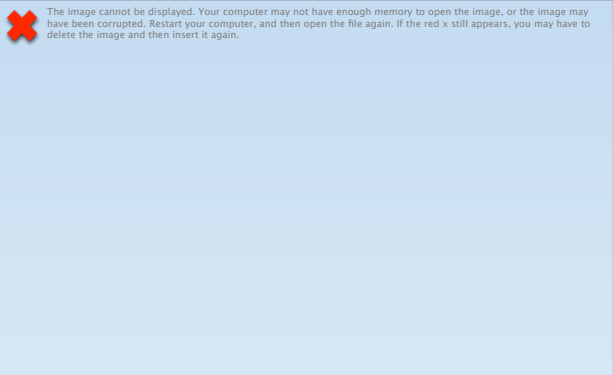 The image cannot be displayed. Your computer may not have enough memory to open the image, or the image may
have been corrupted. Restart your computer, and then open the file again. If the red x still appears, you may have to
delete the image and then insert it again.